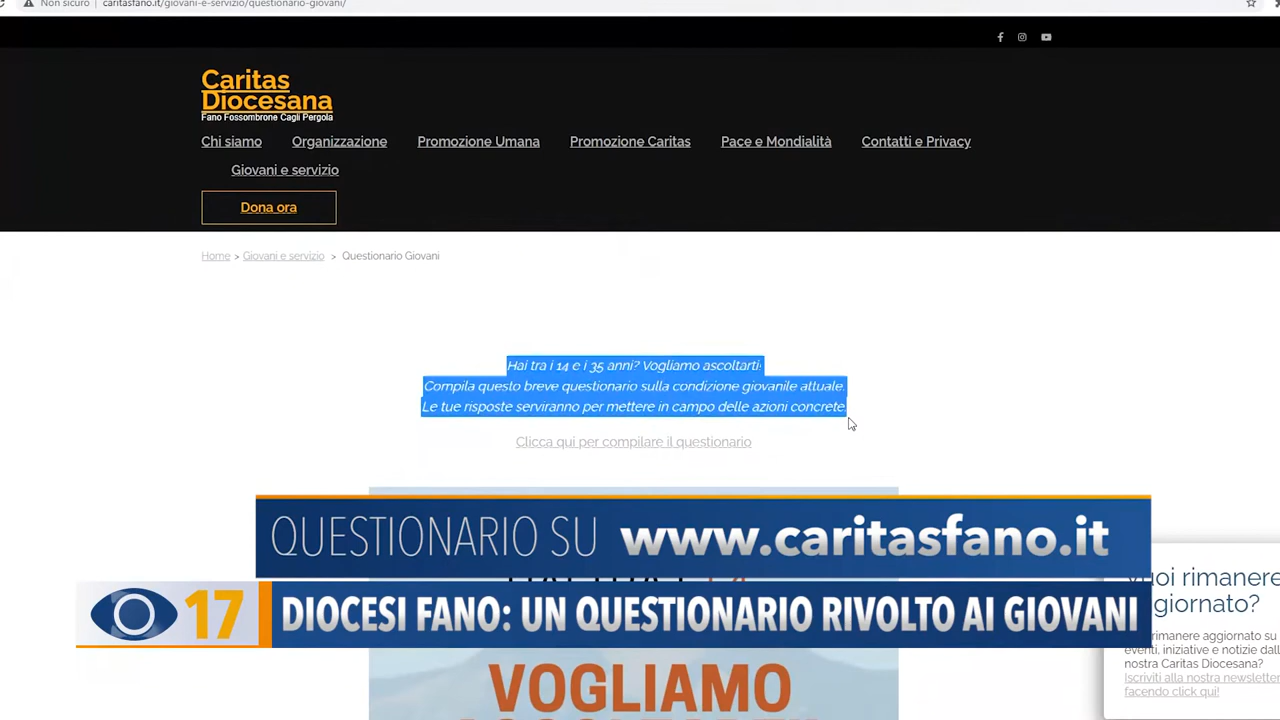 Non sicuro | caritasfano.it/giovani-e-servizio/questionario-giovani/
Caritas
Diocesana
Fano Fossombrone Cagli Pergola
Chi siamo Organizzazione Promozione Umana Promozione Caritas Pace e Mondialità Contatti e Privacy
Giovani e servizio
Dona ora
Home > Giovani e servizio > Questionario Giovani
Hai tra i 14 e i 35 anni? Vogliamo ascoltarti!
Compila questo breve questionario sulla condizione giovanile attuale.
Le tue risposte serviranno per mettere in campo delle azioni concrete.
Clicca qui per compilare il questionario
QUESTIONARIO SU www.caritasfano.it
17 DIOCESI FANO: UN QUESTIONARIO RIVOLTO AI GIOVANI
VOGLIAMO
Vuoi rimanere
giornato?
rimanere aggiornato su
eventi, iniziative e notizie dall
nostra Caritas Diocesana?
Iscriviti alla nostra newsletter
facendo click qui!